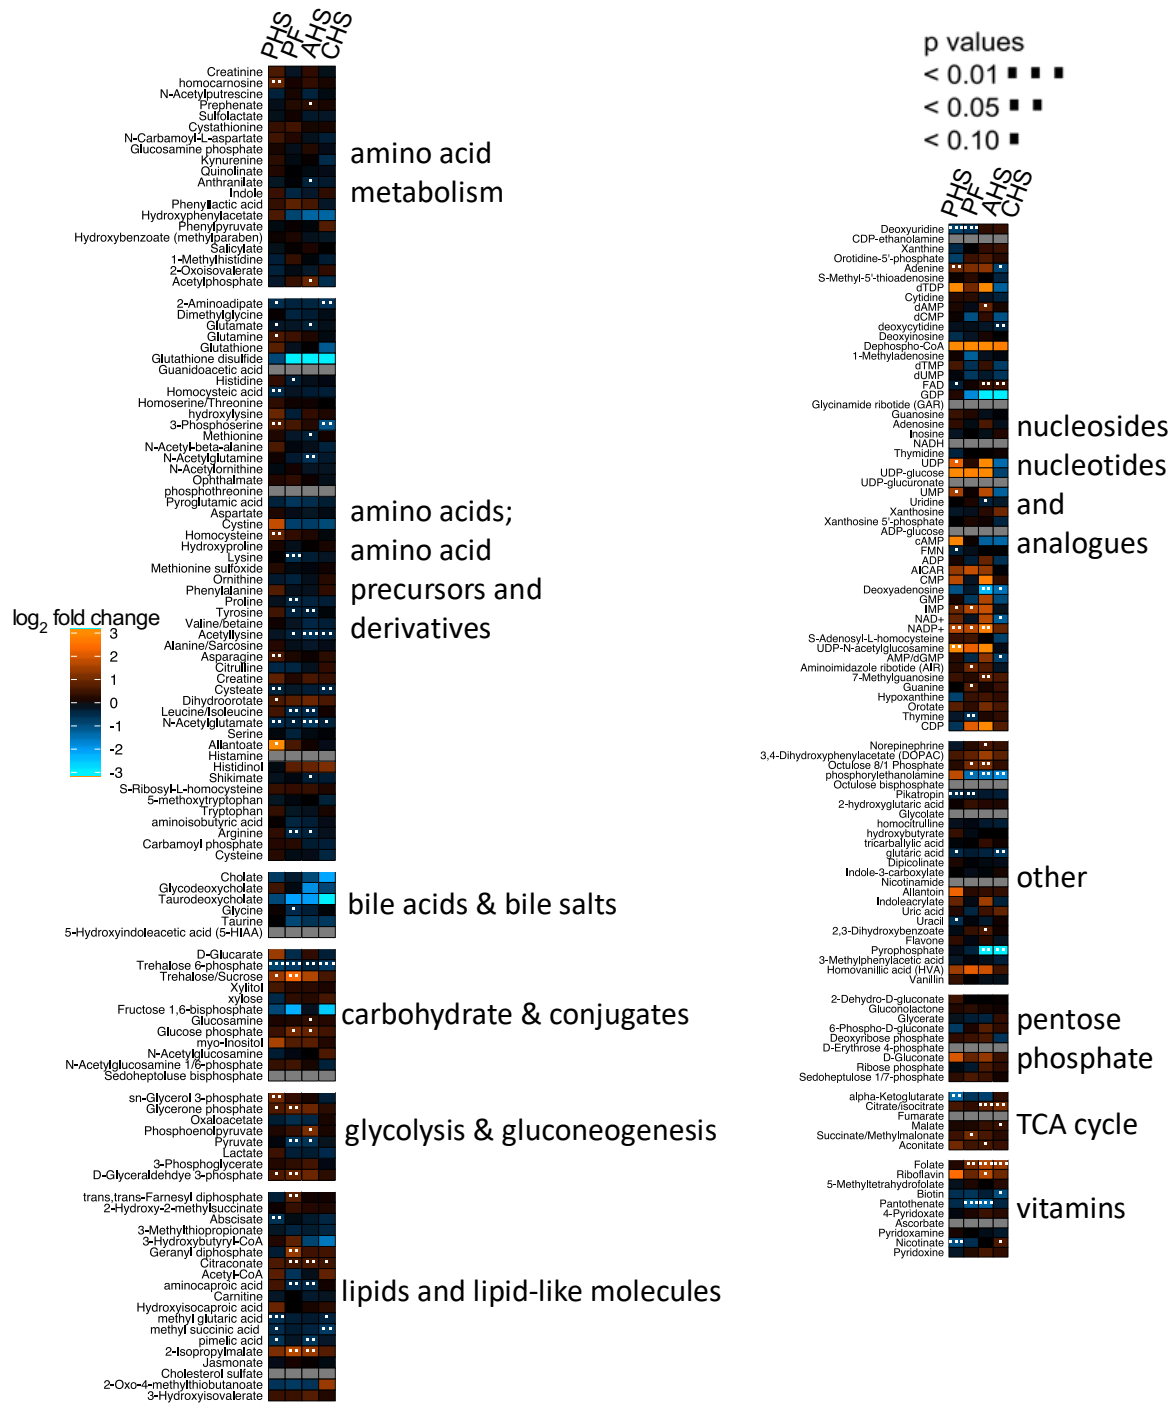 PHS PF AHS CHS
Creatinine
homocarnosine
N-Acetylputrescine
Prephenate
Sulfolactate
Cystathionine
N-Carbamoyl-L-aspartate
Glucosamine phosphate
Kynurenine
Quinolinate
Anthranilate
Indole
Phenyllactic acid
Hydroxyphenylacetate
Phenylpyruvate
Hydroxybenzoate (methylparaben)
Salicylate
1-Methylhistidine
2-Oxoisovalerate
Acetylphosphate
amino acid
metabolism
2-Aminoadipate
Dimethylglycine
Glutamate
Glutamine
Glutathione
Glutathione disulfide
Guanidoacetic acid
Histidine
Homocysteic acid
Homoserine/Threonine
hydroxylysine
3-Phosphoserine
Methionine
N-Acetyl-beta-alanine
N-Acetylglutamine
N-Acetylornithine
Ophthalmate
phosphothreonine
Pyroglutamic acid
Aspartate
Cystine
Homocysteine
Hydroxyproline
Lysine
Methionine sulfoxide
Ornithine
Phenylalanine
Proline
Tyrosine
Valine/betaine
Acetyllysine
Alanine/Sarcosine
Asparagine
Citrulline
Creatine
Cysteate
Dihydroorotate
Leucine/Isoleucine
N-Acetylglutamate
Serine
Allantoate
Histamine
Histidinol
Shikimate
S-Ribosyl-L-homocysteine
5-methoxytryptophan
Tryptophan
aminoisobutyric acid
Arginine
Carbamoyl phosphate
Cysteine
amino acids;
amino acid
precursors and
derivatives
log2 fold change
3
2
1
0
-1
-2
-3
Cholate
Glycodeoxycholate
Taurodeoxycholate
Glycine
Taurine
5-Hydroxyindoleacetic acid (5-HIAA)
bile acids & bile salts
D-Glucarate
Trehalose 6-phosphate
Trehalose/Sucrose
Xylitol
xylose
Fructose 1,6-bisphosphate
Glucosamine
Glucose phosphate
myo-Inositol
N-Acetylglucosamine
N-Acetylglucosamine 1/6-phosphate
Sedoheptoluse bisphosphate
carbohydrate & conjugates
sn-Glycerol 3-phosphate
Glycerone phosphate
Oxaloacetate
Phosphoenolpyruvate
Pyruvate
Lactate
3-Phosphoglycerate
D-Glyceraldehdye 3-phosphate
glycolysis & gluconeogenesis
trans,trans-Farnesyl diphosphate
2-Hydroxy-2-methylsuccinate
Abscisate
3-Methylthiopropionate
3-Hydroxybutyryl-CoA
Geranyl diphosphate
Citraconate
Acetyl-CoA
aminocaproic acid
Carnitine
Hydroxyisocaproic acid
methyl glutaric acid
methyl succinic acid
pimelic acid
2-Isopropylmalate
Jasmonate
Cholesterol sulfate
2-Oxo-4-methylthiobutanoate
3-Hydroxyisovalerate
lipids and lipid-like molecules
p values
< 0.01
< 0.05
< 0.10
PHS PF AHS CHS
Deoxyuridine
CDP-ethanolamine
Xanthine
Orotidine-5'-phosphate
Adenine
S-Methyl-5'-thioadenosine
dTDP
Cytidine
dAMP
dCMP
deoxycytidine
Deoxyinosine
Dephospho-CoA
1-Methyladenosine
dTMP
dUMP
FAD
GDP
Glycinamide ribotide (GAR)
Guanosine
Adenosine
Inosine
NADH
Thymidine
UDP
UDP-glucose
UDP-glucuronate
UMP
Uridine
Xanthosine
Xanthosine 5'-phosphate
ADP-glucose
cAMP
FMN
ADP
AICAR
CMP
Deoxyadenosine
GMP
IMP
NAD+
NADP+
S-Adenosyl-L-homocysteine
UDP-N-acetylglucosamine
AMP/dGMP
Aminoimidazole ribotide (AIR)
7-Methylguanosine
Guanine
Hypoxanthine
Orotate
Thymine
CDP
nucleosides
nucleotides
and
analogues
Norepinephrine
3,4-Dihydroxyphenylacetate (DOPAC)
Octulose 8/1 Phosphate
phosphorylethanolamine
Octulose bisphosphate
Pikatropin
2-hydroxyglutaric acid
Glycolate
homocitrulline
hydroxybutyrate
tricarballylic acid
glutaric acid
Dipicolinate
Indole-3-carboxylate
Nicotinamide
Allantoin
Indoleacrylate
Uric acid
Uracil
2,3-Dihydroxybenzoate
Flavone
Pyrophosphate
3-Methylphenylacetic acid
Homovanillic acid (HVA)
Vanillin
other
2-Dehydro-D-gluconate
Gluconolactone
Glycerate
6-Phospho-D-gluconate
Deoxyribose phosphate
D-Erythrose 4-phosphate
D-Gluconate
Ribose phosphate
Sedoheptulose 1/7-phosphate
pentose
phosphate
alpha-Ketoglutarate
Citrate/isocitrate
Fumarate
Malate
Succinate/Methylmalonate
Aconitate
TCA cycle
Folate
Riboflavin
5-Methyltetrahydrofolate
Biotin
Pantothenate
4-Pyridoxate
Ascorbate
Pyridoxamine
Nicotinate
Pyridoxine
vitamins